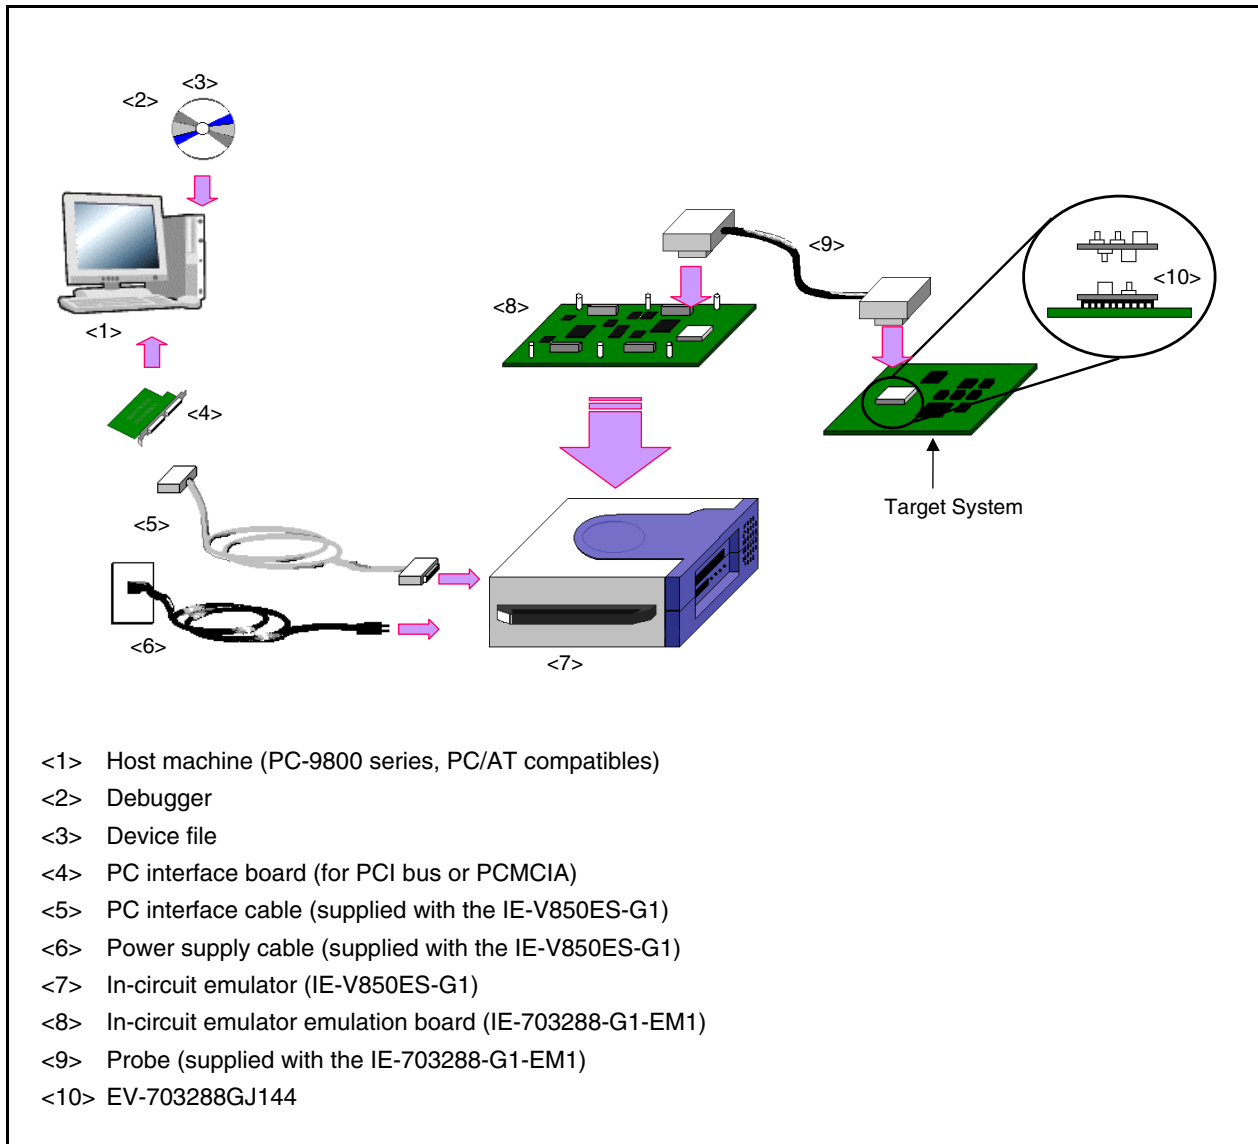 <3>
<2>
<9>
<10>
<8>
<1>
<4>
Target System
<5>
<6>
<7>
<1> Host machine (PC-9800 series, PC/AT compatibles)
<2> Debugger
<3> Device file
<4> PC interface board (for PCI bus or PCMCIA)
<5> PC interface cable (supplied with the IE-V850ES-G1)
<6> Power supply cable (supplied with the IE-V850ES-G1)
<7> In-circuit emulator (IE-V850ES-G1)
<8> In-circuit emulator emulation board (IE-703288-G1-EM1)
<9> Probe (supplied with the IE-703288-G1-EM1)
<10> EV-703288GJ144